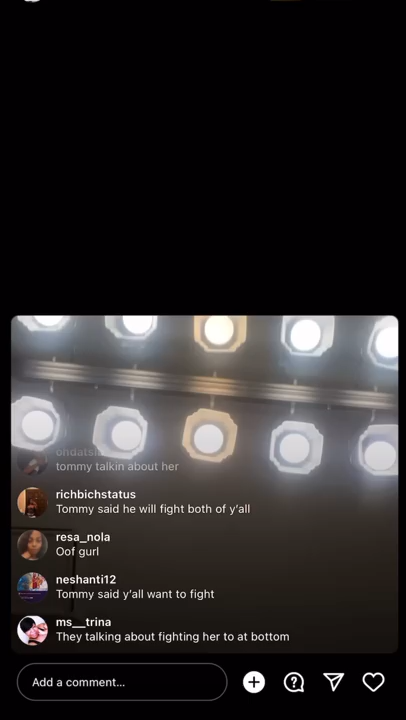 tommy talkin about her
richbichstatus
Tommy said he will fight both of y'all
resa_nola
Oof gurl
neshanti12
Tommy said y'all want to fight
ms__trina
They talking about fighting her to at bottom
Add a comment...